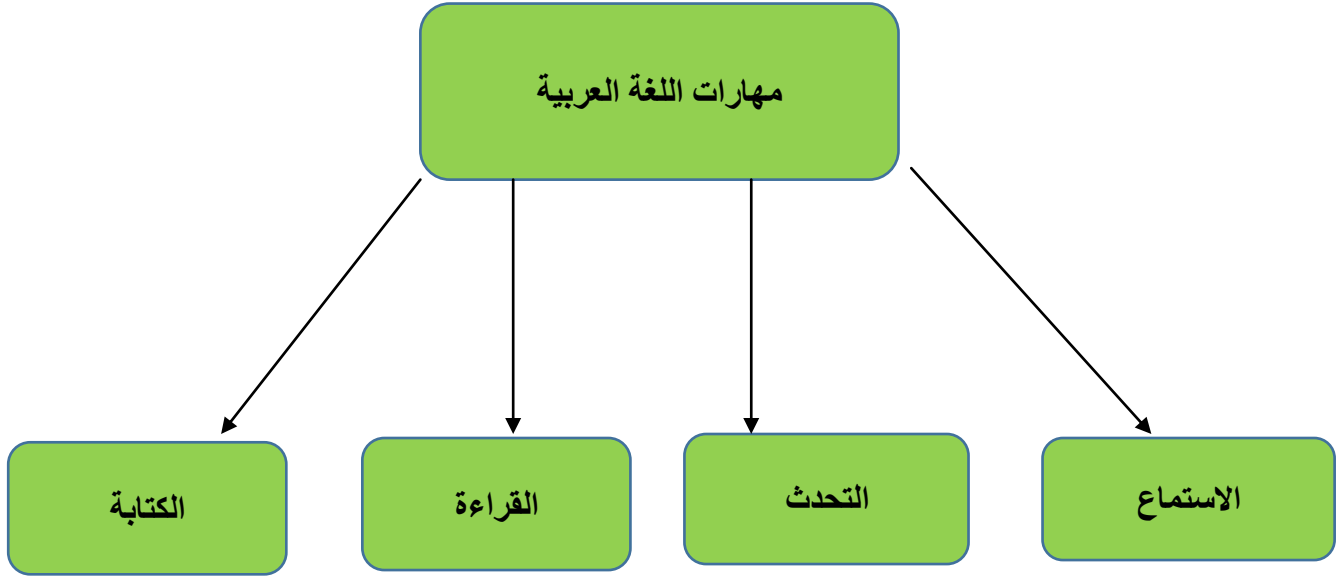 مهارات اللغة العربية
الاستماع
التحدث
القراءة
الكتابة